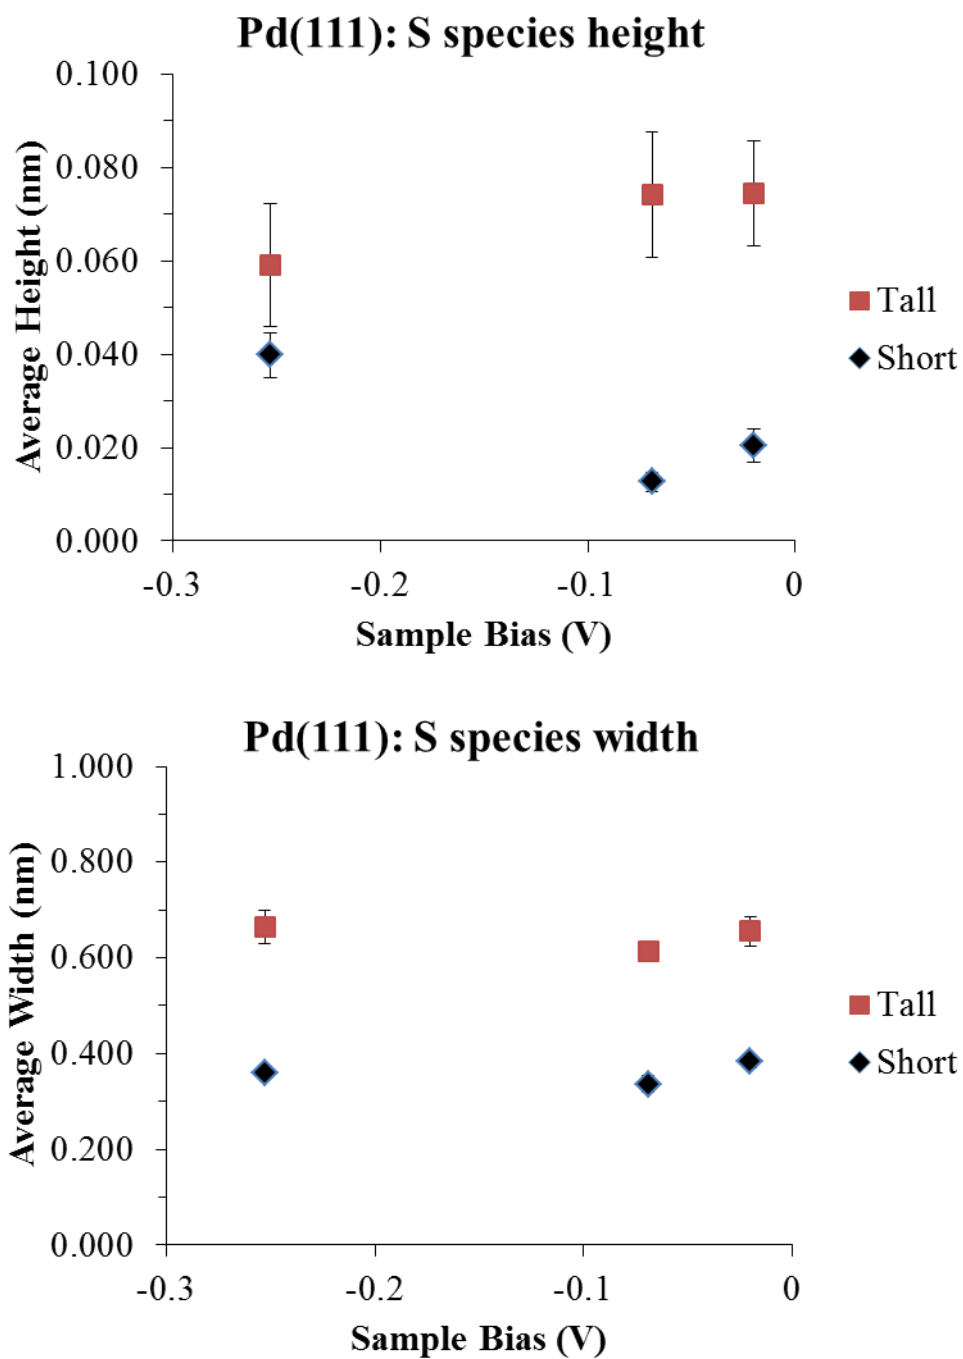 Pd(111): S species height
Average Height (nm)
0.100
0.080
0.060
0.040
0.020
0.000
-0.3 -0.2 -0.1 0
Sample Bias (V)
Tall
Short
Pd(111): S species width
Average Width (nm)
1.000
0.800
0.600
0.400
0.200
0.000
-0.3 -0.2 -0.1 0
Sample Bias (V)
Tall
Short